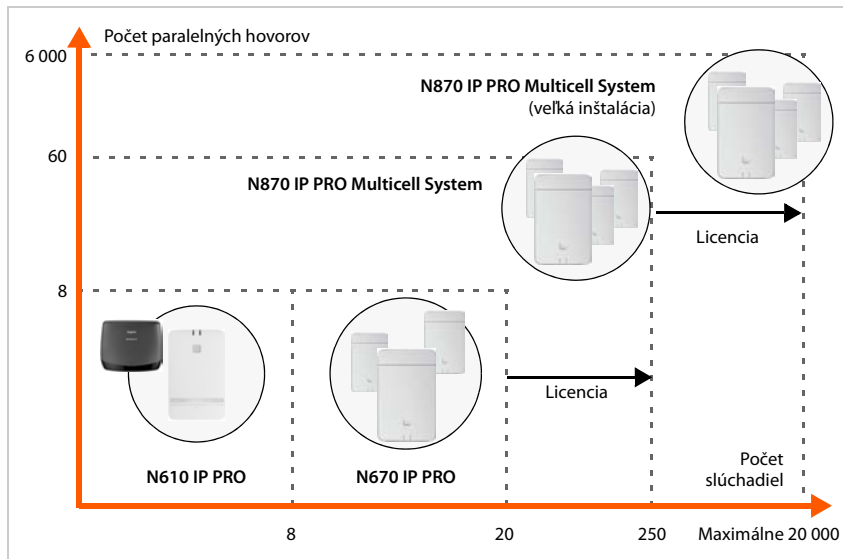 Počet paralelných hovorov
6 000
N870 IP PRO Multicell System
(veľká inštalácia)
60
N870 IP PRO Multicell System
Licencia
8
Licencia
N610 IP PRO
N670 IP PRO
Počet
slúchadiel
8
20
250
Maximálne 20 000